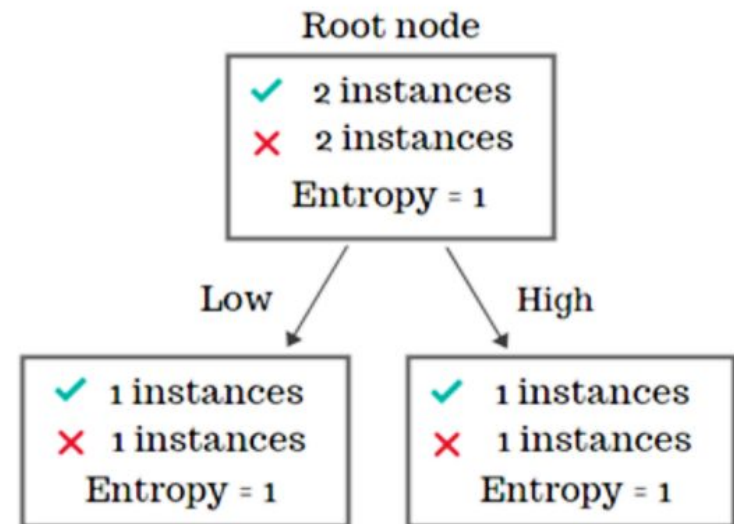 Root node
✓ 2 instances
✗ 2 instances
Entropy = 1
Low
High
✓ 1 instances
✗ 1 instances
Entropy = 1
✓ 1 instances
✗ 1 instances
Entropy = 1